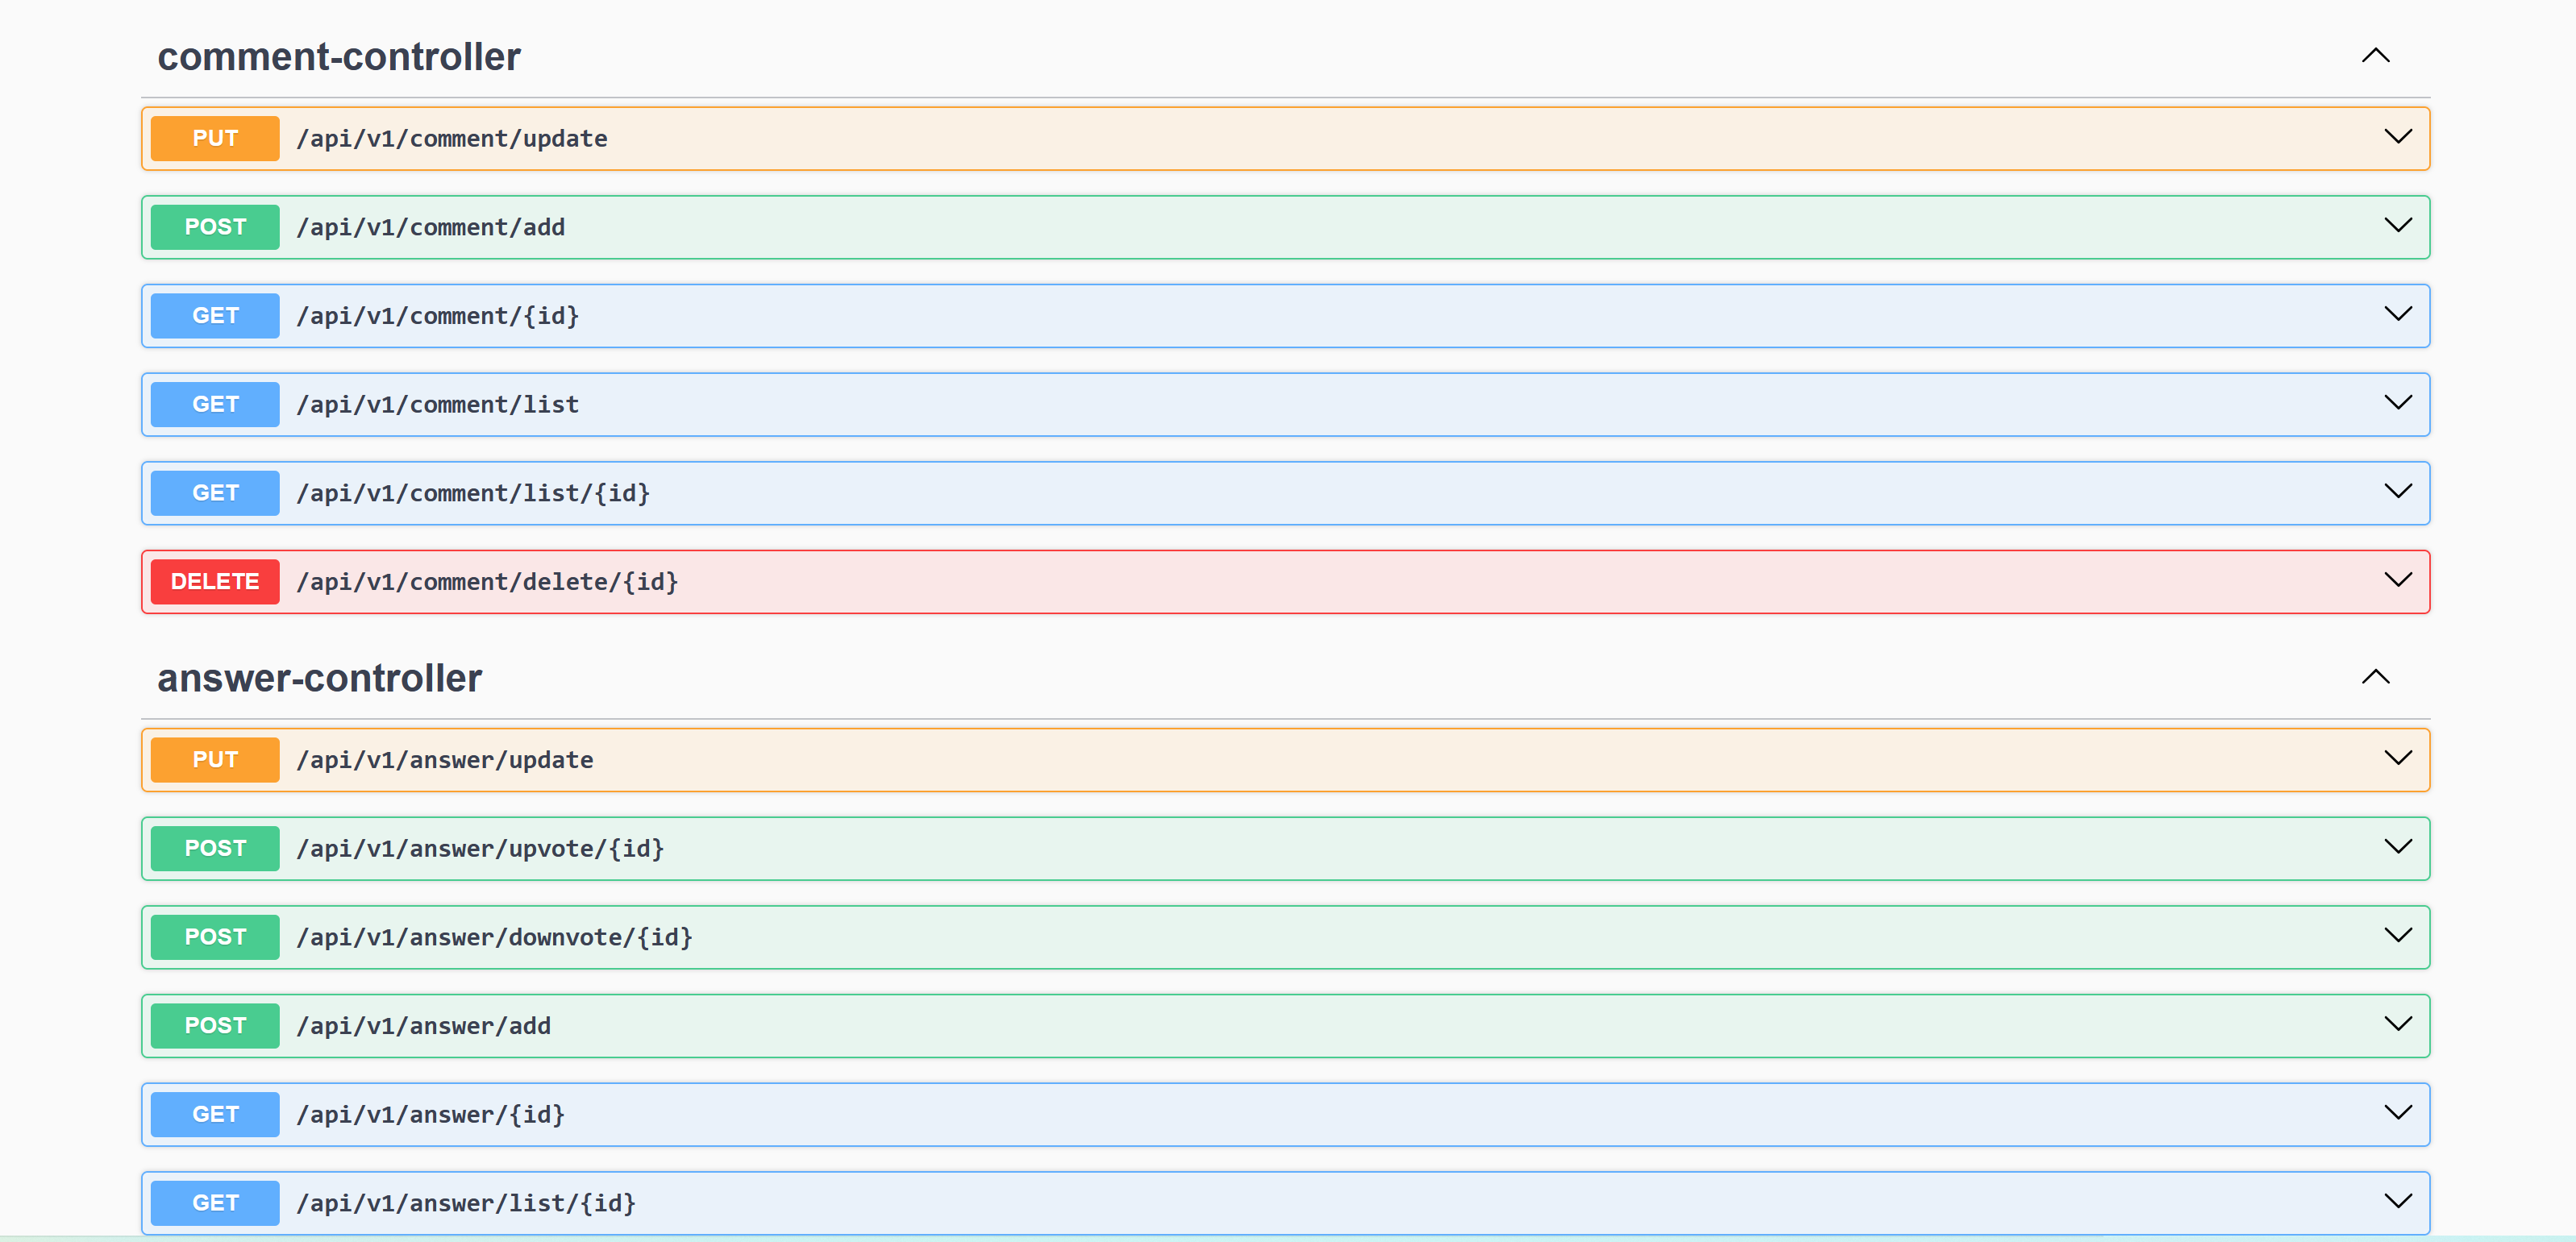 comment-controller
PUT /api/v1/comment/update
POST /api/v1/comment/add
GET /api/v1/comment/{id}
GET /api/v1/comment/list
GET /api/v1/comment/list/{id}
DELETE /api/v1/comment/delete/{id}
answer-controller
PUT /api/v1/answer/update
POST /api/v1/answer/upvote/{id}
POST /api/v1/answer/downvote/{id}
POST /api/v1/answer/add
GET /api/v1/answer/{id}
GET /api/v1/answer/list/{id}